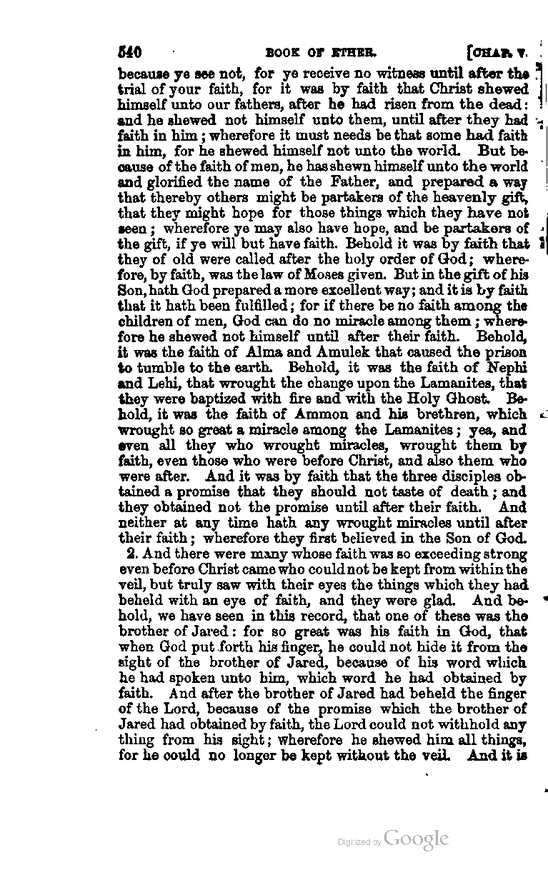 540 BOOK OF ETHER. [CHAP. V.
because ye see not, for ye receive no witness until after the
trial of your faith, for it was by faith that Christ shewed
himself unto our fathers, after he had risen from the dead:
and he shewed not himself unto them, until after they had
faith in him; wherefore it must needs be that some had faith
in him, for he shewed himself not unto the world. But be-
cause of the faith of men, he has shewn himself unto the world
and glorified the name of the Father, and prepared a way
that thereby others might be partakers of the heavenly gift,
that they might hope for those things which they have not
seen; wherefore ye may also have hope, and be partakers of
the gift, if ye will but have faith. Behold it was by faith that
they of old were called after the holy order of God; where-
fore, by faith, was the law of Moses given. But in the gift of his
Son, hath God prepared a more excellent way; and it is by faith
that it hath been fulfilled; for if there be no faith among the
children of men, God can do no miracle among them; where-
fore he shewed not himself until after their faith. Behold,
it was the faith of Alma and Amulek that caused the prison
to tumble to the earth. Behold, it was the faith of Nephi
and Lehi, that wrought the change upon the Lamanites, that
they were baptized with fire and with the Holy Ghost. Be-
hold, it was the faith of Ammon and his brethren, which
wrought so great a miracle among the Lamanites; yea, and
even all they who wrought miracles, wrought them by
faith, even those who were before Christ, and also them who
were after. And it was by faith that the three disciples ob-
tained a promise that they should not taste of death; and
they obtained not the promise until after their faith. And
neither at any time hath any wrought miracles until after
their faith; wherefore they first believed in the Son of God.
2. And there were many whose faith was so exceeding strong
even before Christ came who could not be kept from within the
veil, but truly saw with their eyes the things which they had
beheld with an eye of faith, and they were glad. And be-
hold, we have seen in this record, that one of these was the
brother of Jared: for so great was his faith in God, that
when God put forth his finger, he could not hide it from the
sight of the brother of Jared, because of his word which
he had spoken unto him, which word he had obtained by
faith. And after the brother of Jared had beheld the finger
of the Lord, because of the promise which the brother of
Jared had obtained by faith, the Lord could not withhold any
thing from his sight; wherefore he shewed him all things,
for he could no longer be kept without the veil. And it is
Digitized by Google